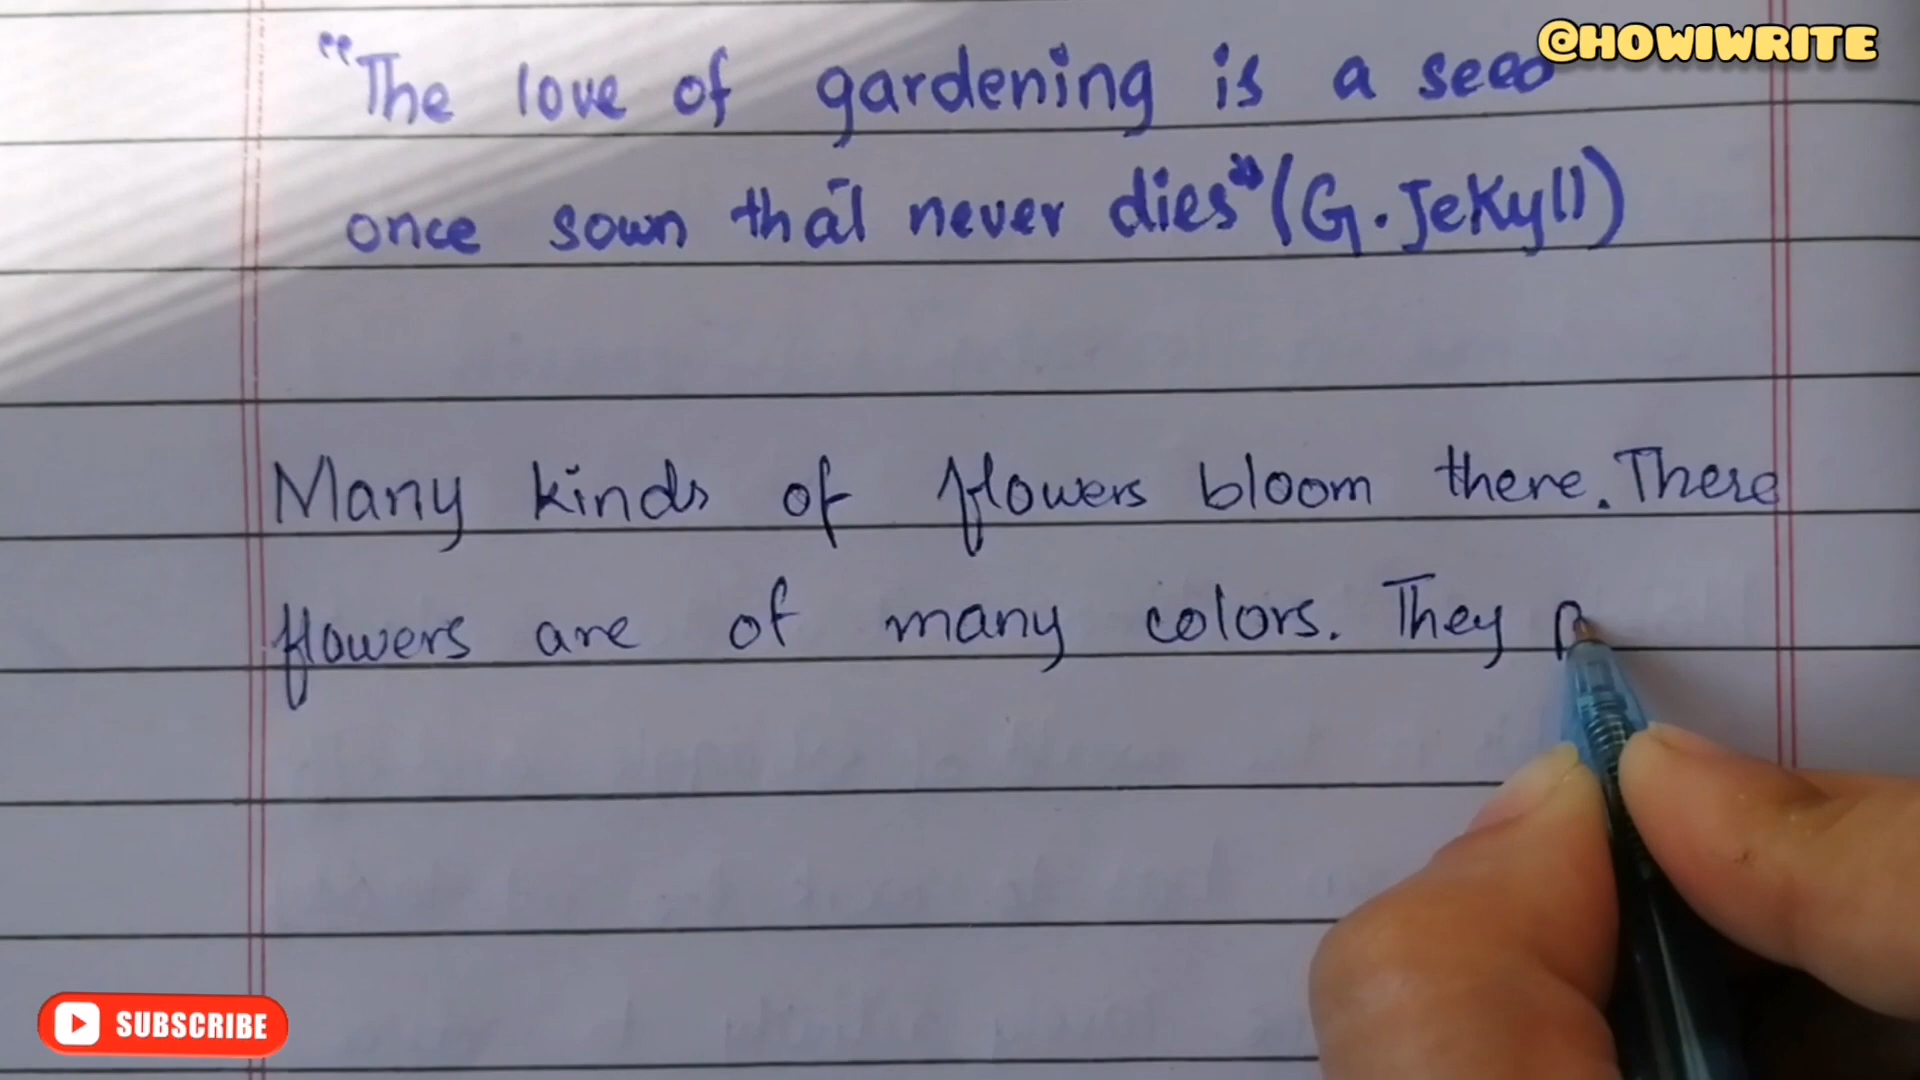 @HOWIWRITE
"The love of gardening is a seed
once sown that never dies" (G. Jekyll)
Many kinds of flowers bloom there. There
flowers are of many colors. They
SUBSCRIBE